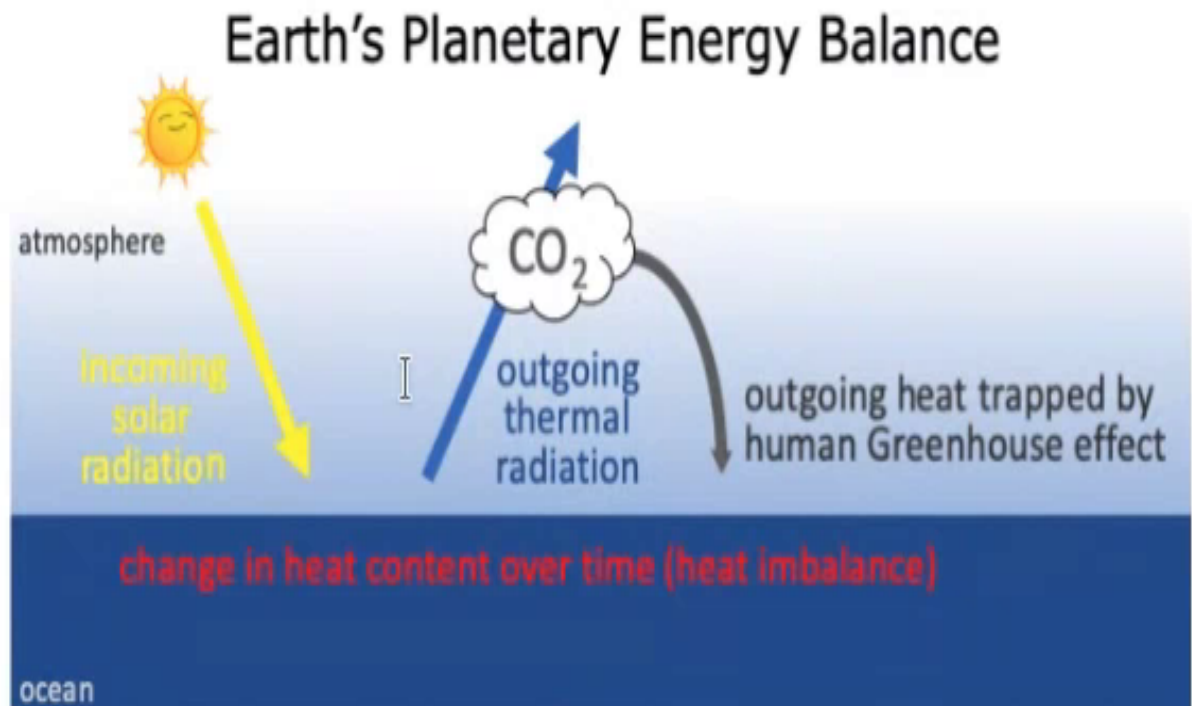 Earth's Planetary Energy Balance
atmosphere
CO₂
incoming
solar
radiation
outgoing
thermal
radiation
outgoing heat trapped by
human Greenhouse effect
change in heat content over time (heat imbalance)
ocean